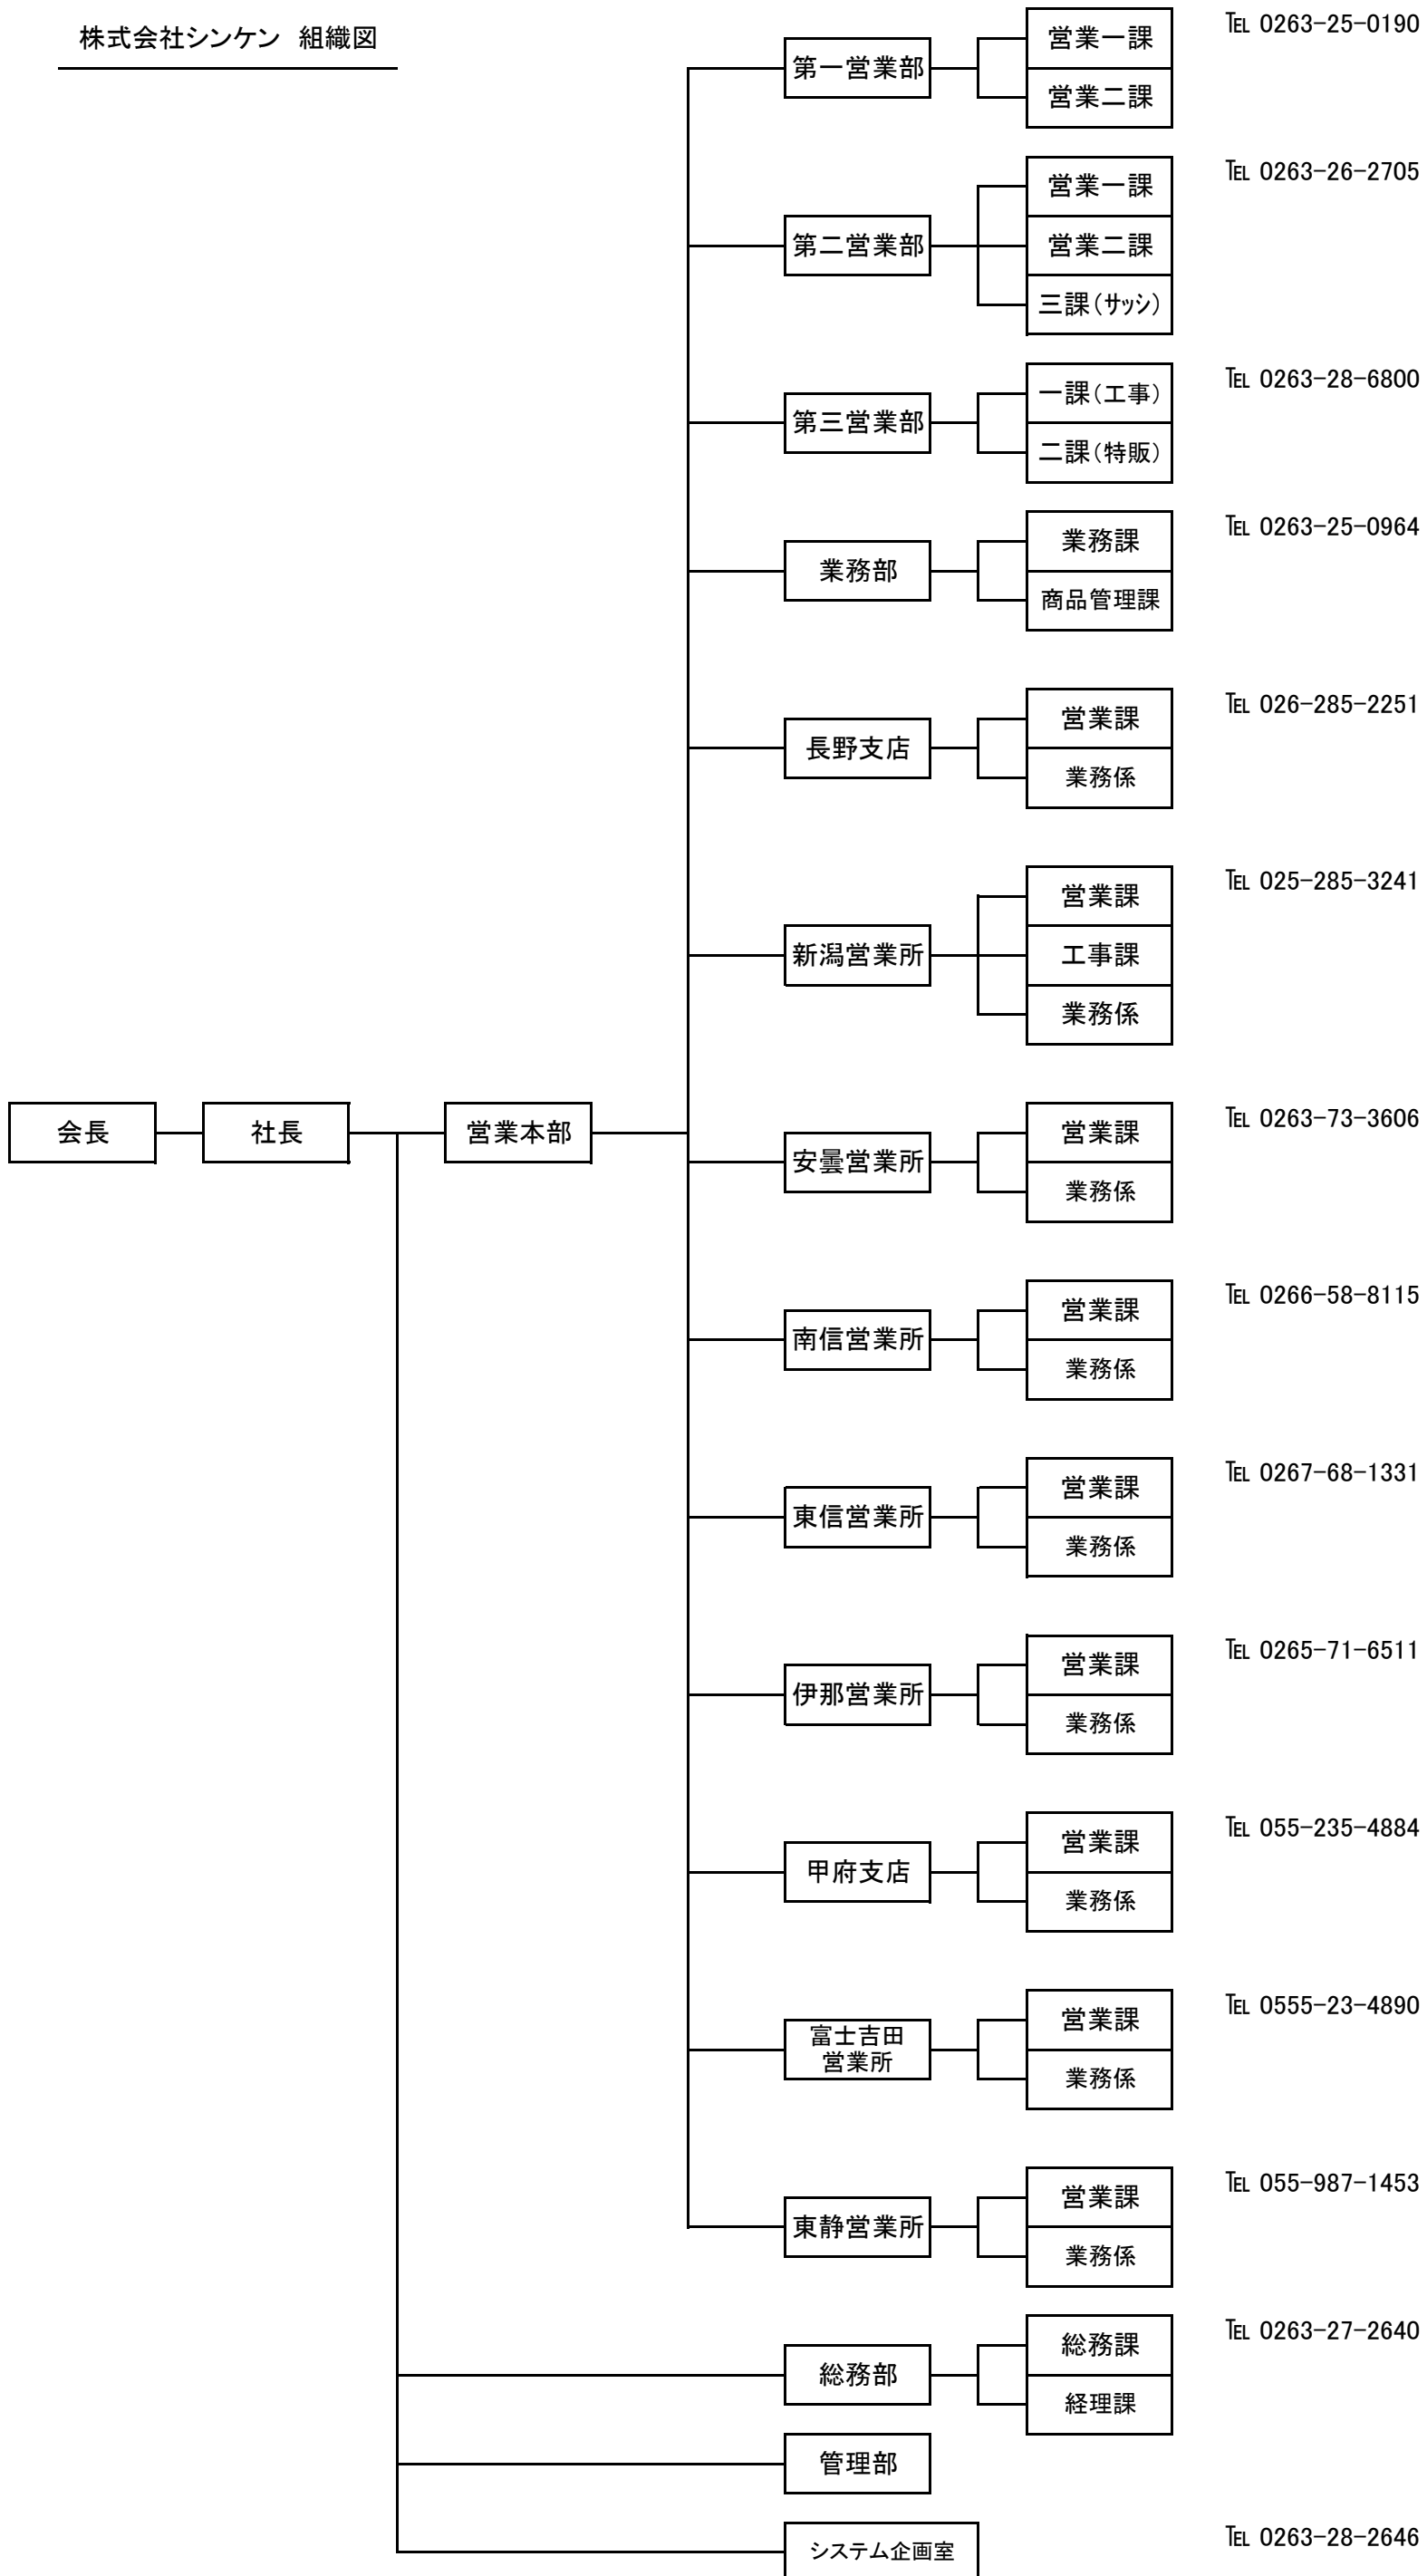 株式会社シンケン 組織図
営業一課
℡ 0263-25-0190
第一営業部
営業二課
営業一課
℡ 0263-26-2705
第二営業部
営業二課
三課(サッシ)
一課(工事)
℡ 0263-28-6800
第三営業部
二課(特販)
業務課
℡ 0263-25-0964
業務部
商品管理課
営業課
℡ 026-285-2251
長野支店
業務係
営業課
℡ 025-285-3241
新潟営業所
工事課
業務係
会長
社長
営業本部
営業課
℡ 0263-73-3606
安曇営業所
業務係
営業課
℡ 0266-58-8115
南信営業所
業務係
営業課
℡ 0267-68-1331
東信営業所
業務係
営業課
℡ 0265-71-6511
伊那営業所
業務係
営業課
℡ 055-235-4884
甲府支店
業務係
営業課
℡ 0555-23-4890
富士吉田
営業所
業務係
営業課
℡ 055-987-1453
東静営業所
業務係
総務課
℡ 0263-27-2640
総務部
経理課
管理部
システム企画室
℡ 0263-28-2646